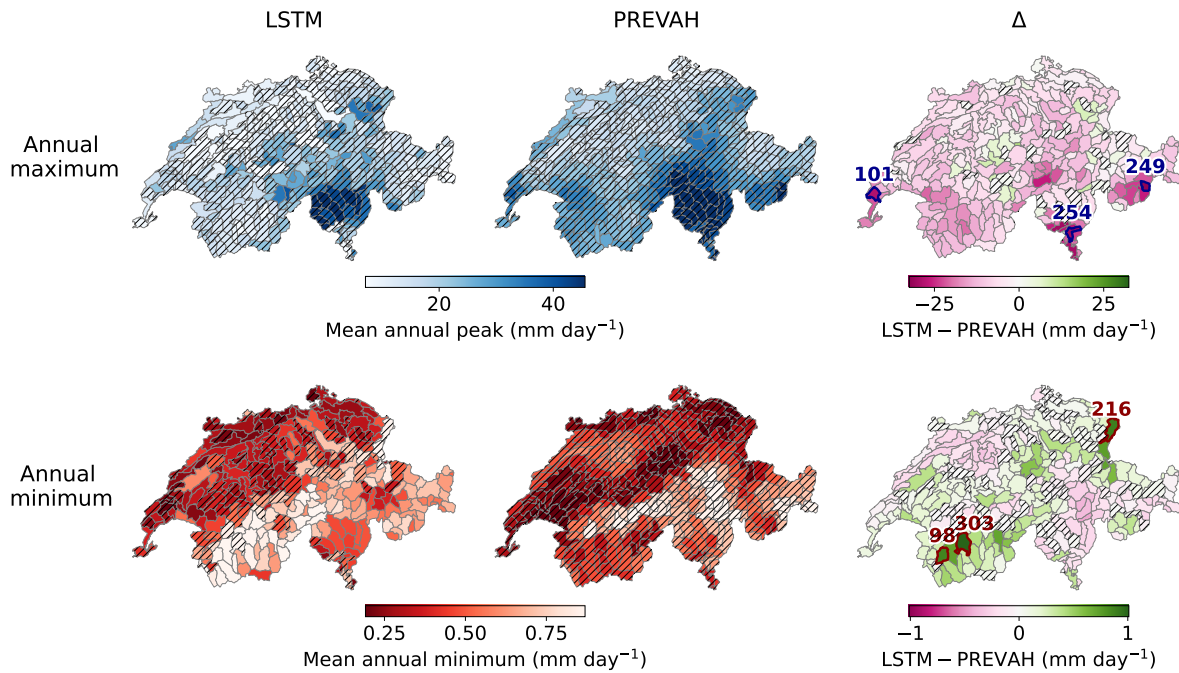 LSTM PREVAH Δ
Annual
maximum
101
249
254
20 40
Mean annual peak (mm day⁻¹)
−25 0 25
LSTM − PREVAH (mm day⁻¹)
Annual
minimum
216
303
98
0.25 0.50 0.75
Mean annual minimum (mm day⁻¹)
−1 0 1
LSTM − PREVAH (mm day⁻¹)